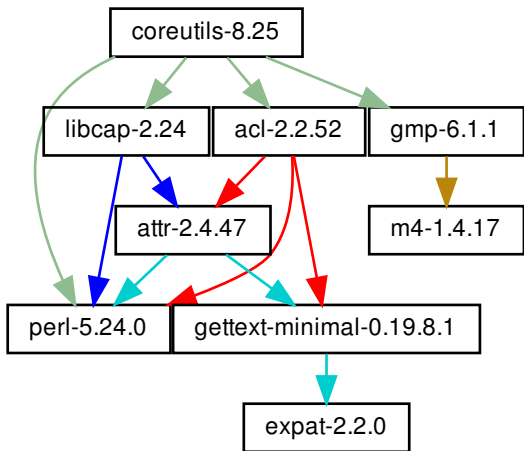 coreutils-8.25
libcap-2.24
acl-2.2.52
gmp-6.1.1
attr-2.4.47
m4-1.4.17
perl-5.24.0
gettext-minimal-0.19.8.1
expat-2.2.0